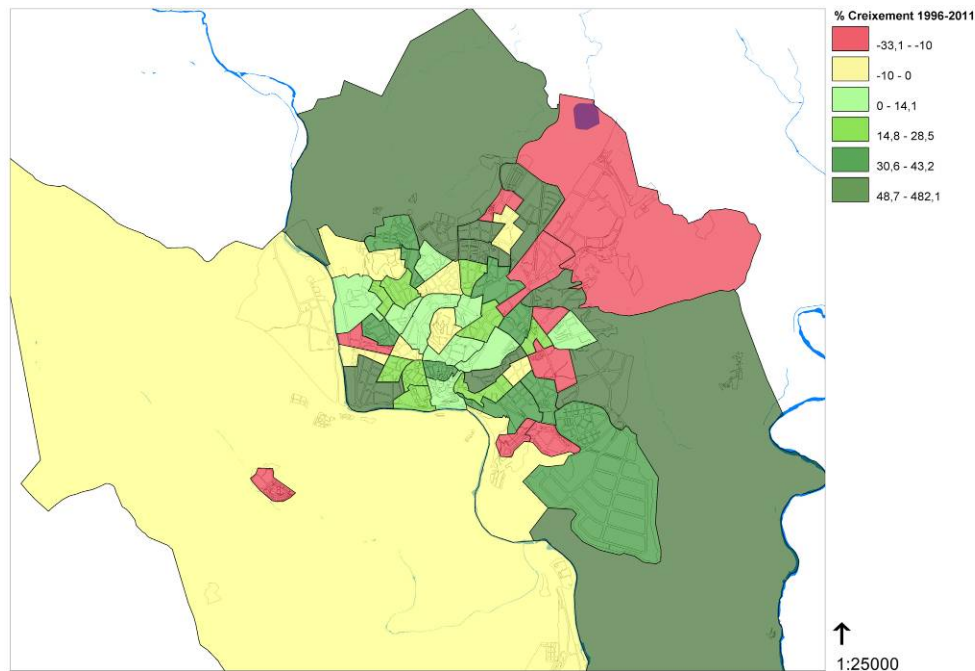 % Creixement 1996-2011
-33,1 - -10
-10 - 0
0 - 14,1
14,8 - 28,5
30,6 - 43,2
48,7 - 482,1
1:25000